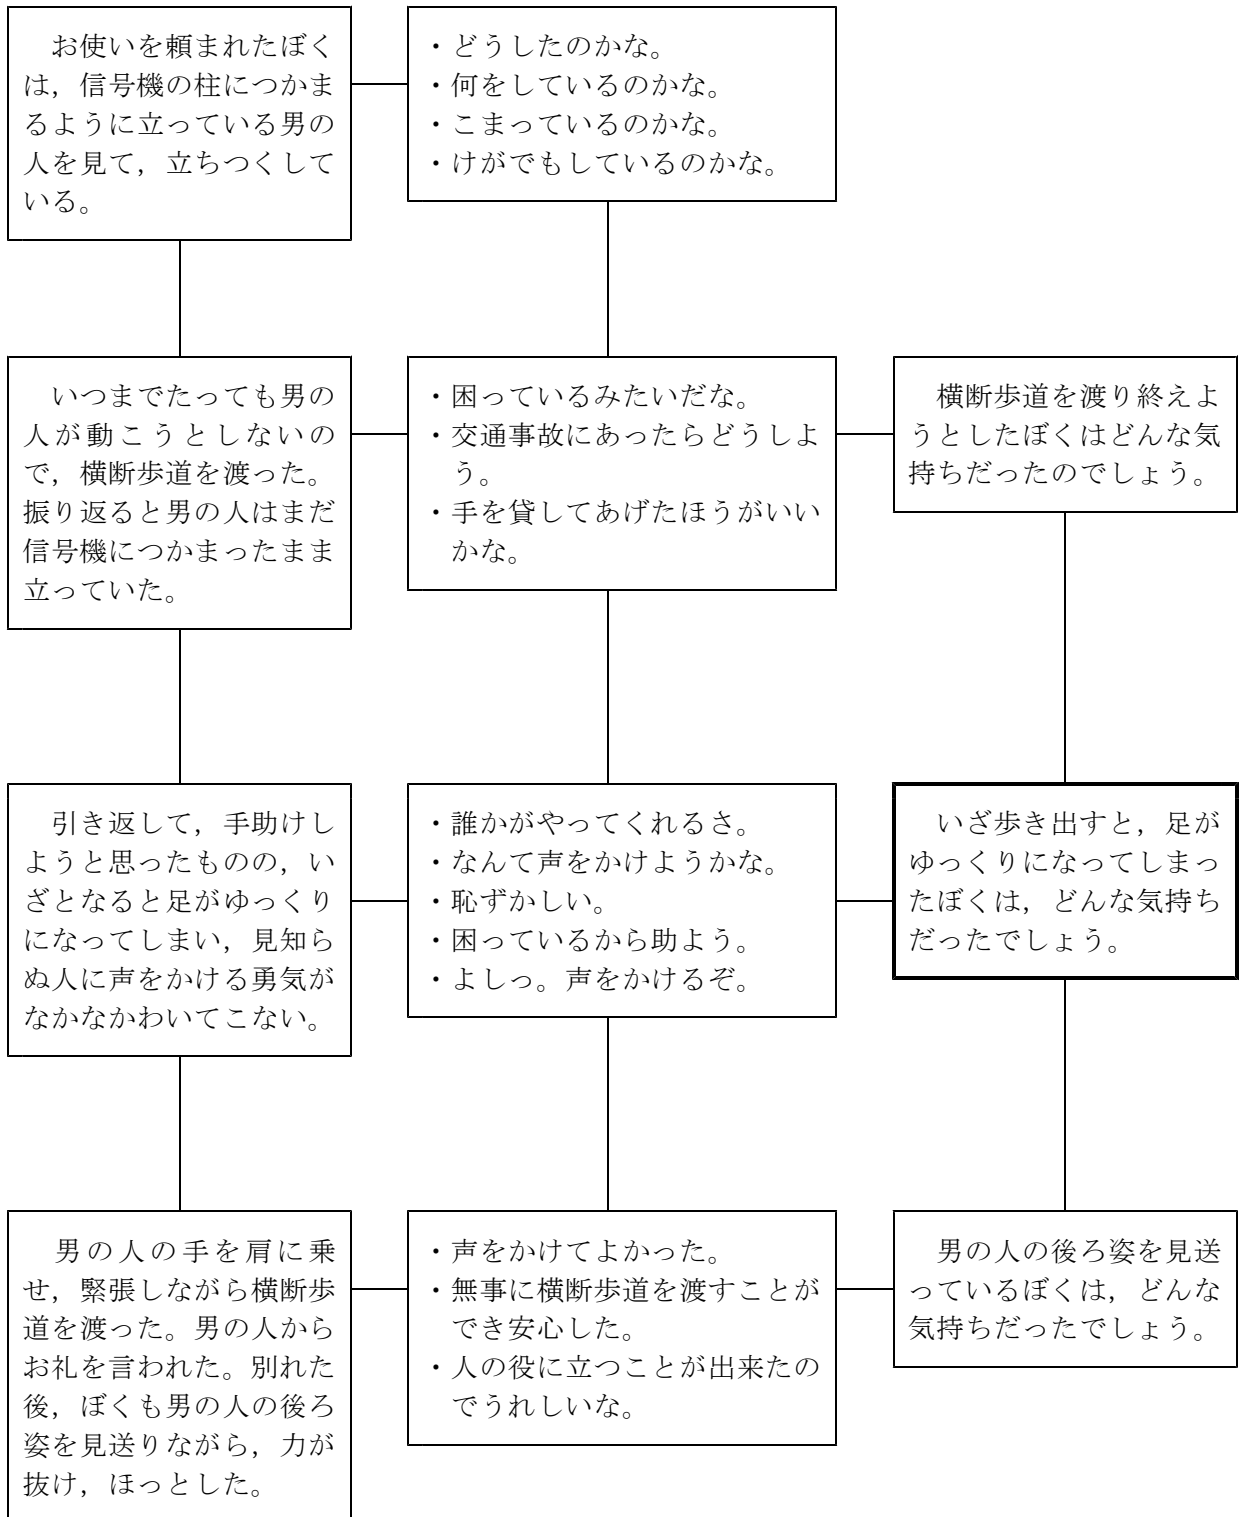 お使いを頼まれたぼく
は，信号機の柱につかま
るように立っている男の
人を見て，立ちつくして
いる。
・どうしたのかな。
・何をしているのかな。
・こまっているのかな。
・けがでもしているのかな。
いつまでたっても男の
人が動こうとしないの
で，横断歩道を渡った。
振り返ると男の人はまだ
信号機につかまったまま
立っていた。
・困っているみたいだな。
・交通事故にあったらどうしよ
う。
・手を貸してあげたほうがいい
かな。
横断歩道を渡り終えよ
うとしたぼくはどんな気
持ちだったのでしょう。
引き返して，手助けし
ようと思ったものの，い
ざとなると足がゆっくり
になってしまい，見知ら
ぬ人に声をかける勇気が
なかなかわいてこない。
・誰かがやってくれるさ。
・なんて声をかけようかな。
・恥ずかしい。
・困っているから助よう。
・よしっ。声をかけるぞ。
いざ歩き出すと，足が
ゆっくりになってしまっ
たぼくは，どんな気持ち
だったでしょう。
男の人の手を肩に乗
せ，緊張しながら横断歩
道を渡った。男の人から
お礼を言われた。別れた
後，ぼくも男の人の後ろ
姿を見送りながら，力が
抜け，ほっとした。
・声をかけてよかった。
・無事に横断歩道を渡すことが
でき安心した。
・人の役に立つことが出来たの
でうれしいな。
男の人の後ろ姿を見送
っているぼくは，どんな
気持ちだったでしょう。